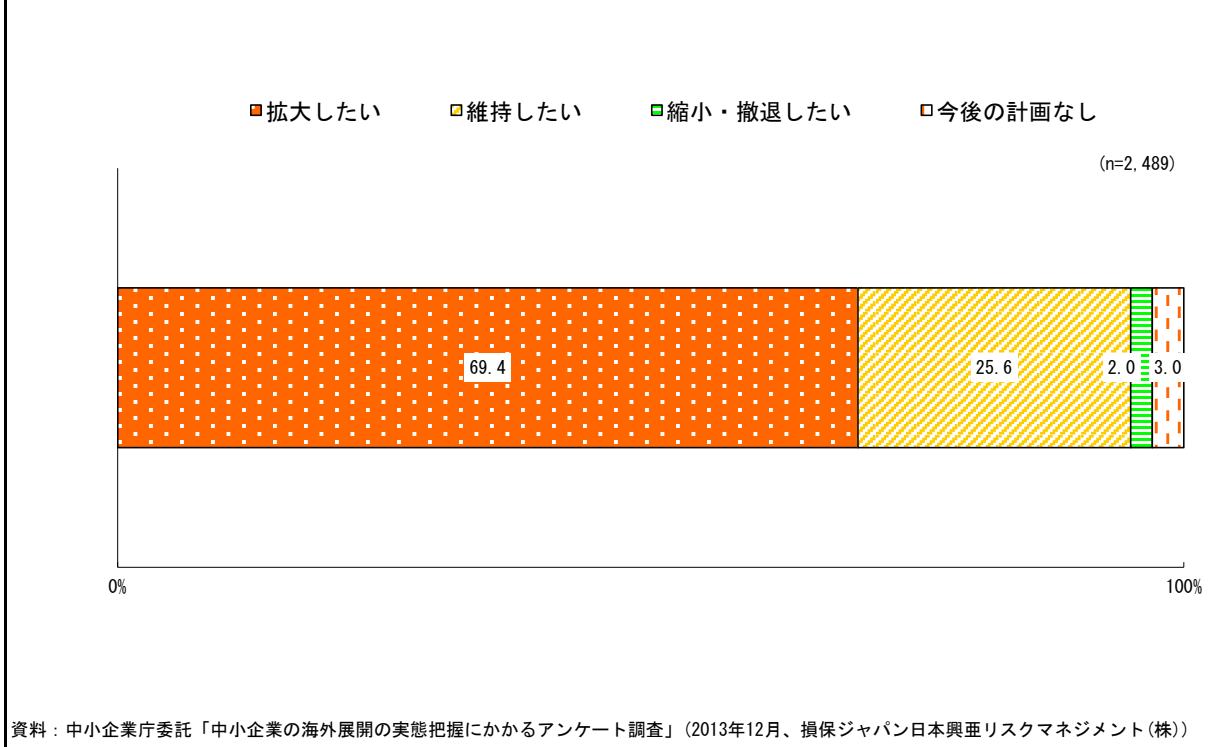 拡大したい 維持したい 縮小・撤退したい 今後の計画なし
(n=2,489)
69.4 25.6 2.0 3.0
0% 100%
資料：中小企業庁委託「中小企業の海外展開の実態把握にかかるアンケート調査」(2013年12月、損保ジャパン日本興亜リスクマネジメント(株))